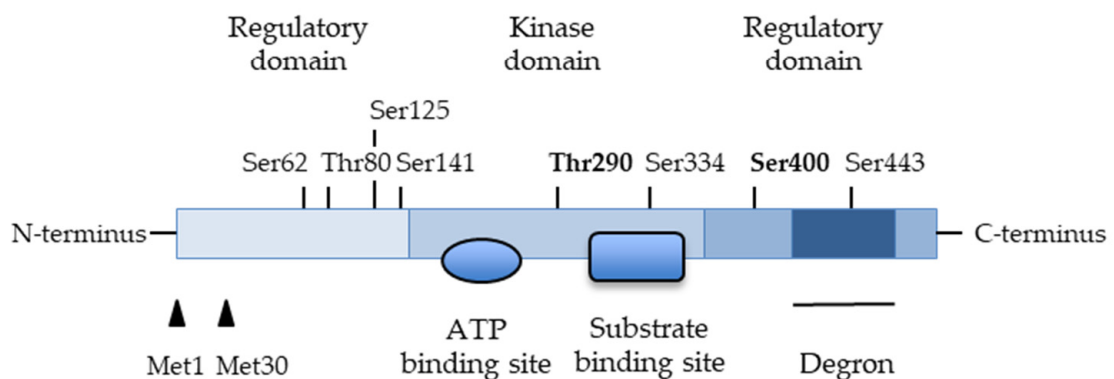 Regulatory
domain
Kinase
domain
Regulatory
domain
Ser125
Ser62 Thr80 Ser141 Thr290 Ser334 Ser400 Ser443
N-terminus C-terminus
ATP
binding site
Substrate
binding site
Met1 Met30
Degron